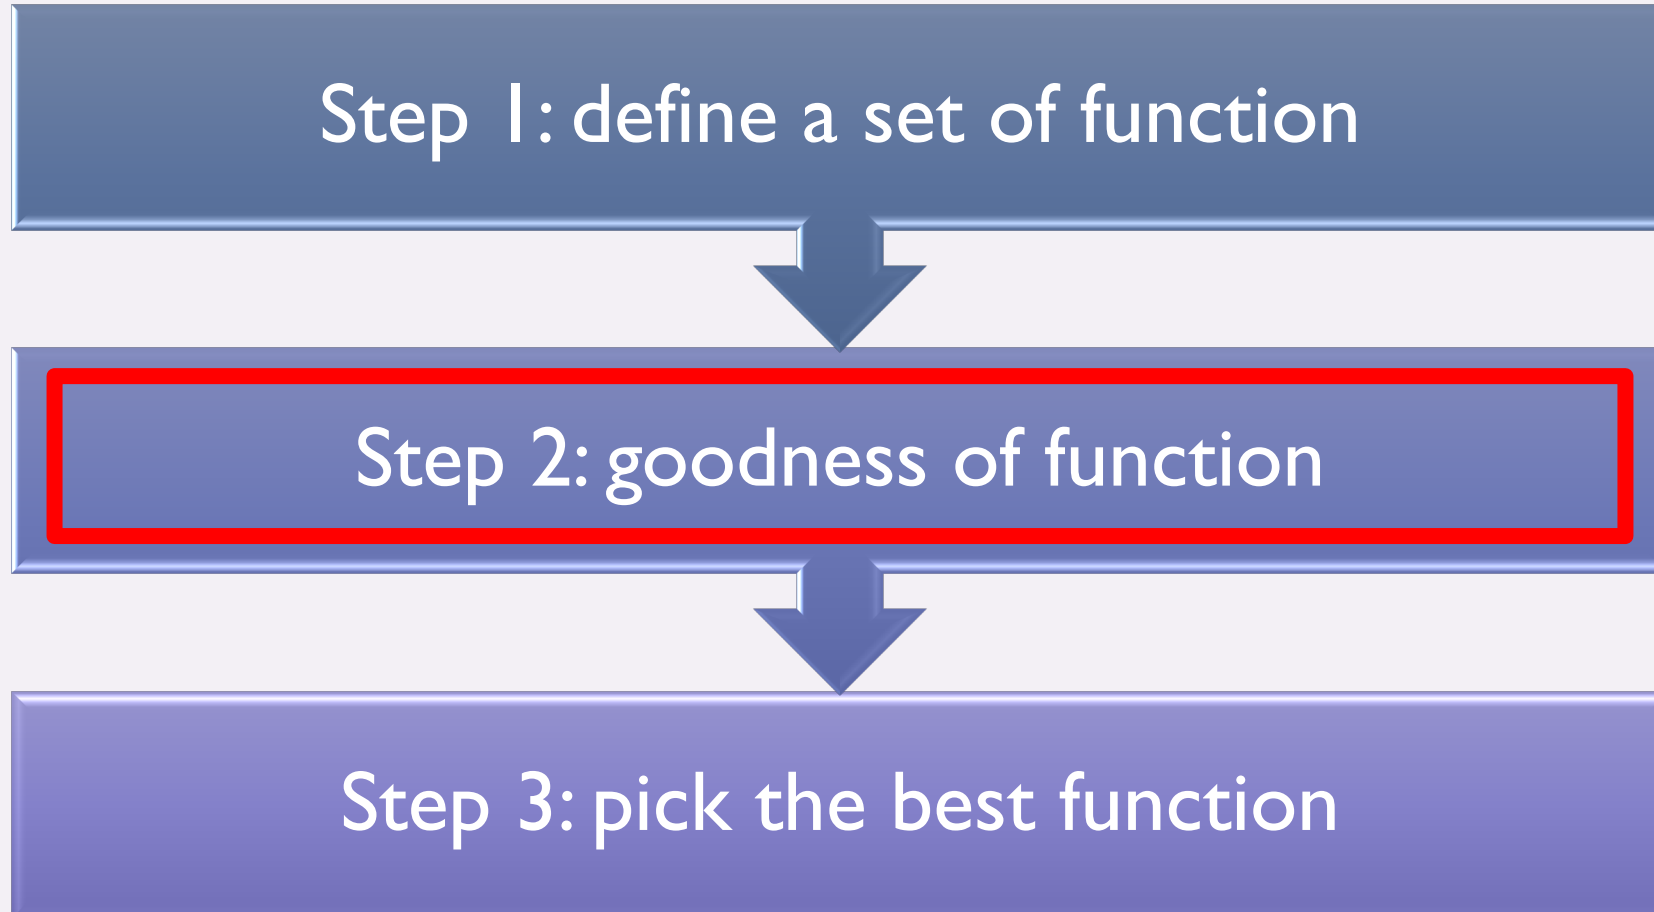 Step 1: define a set of function
Step 2: goodness of function
Step 3: pick the best function